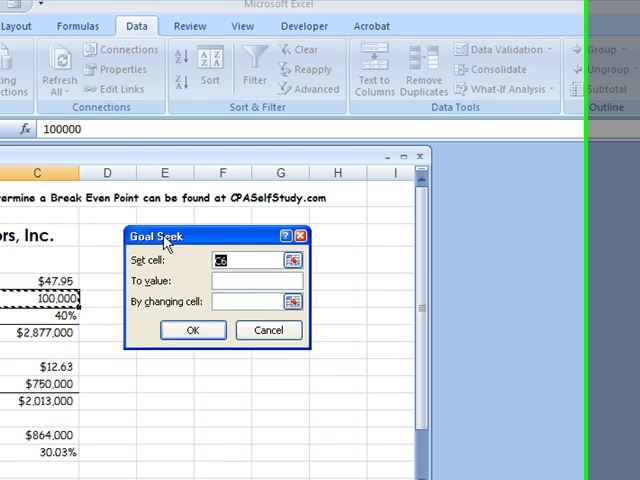 Microsoft Excel
Layout Formulas Data Review View Developer Acrobat
Connections
Properties
Edit Links
Refresh All
Connections
Sort
Filter
Clear
Reapply
Advanced
Sort & Filter
Text to Columns
Remove Duplicates
Data Validation
Consolidate
What-If Analysis
Data Tools
Group
Ungroup
Subtotal
Outline
fx 100000
C D E F G H I
termine a Break Even Point can be found at CPASelfStudy.com
rs, Inc.
$47.95
100,000
40%
$2,877,000
$12.63
$750,000
$2,013,000
$864,000
30.03%
Goal Seek
Set cell: C6
To value:
By changing cell:
OK Cancel